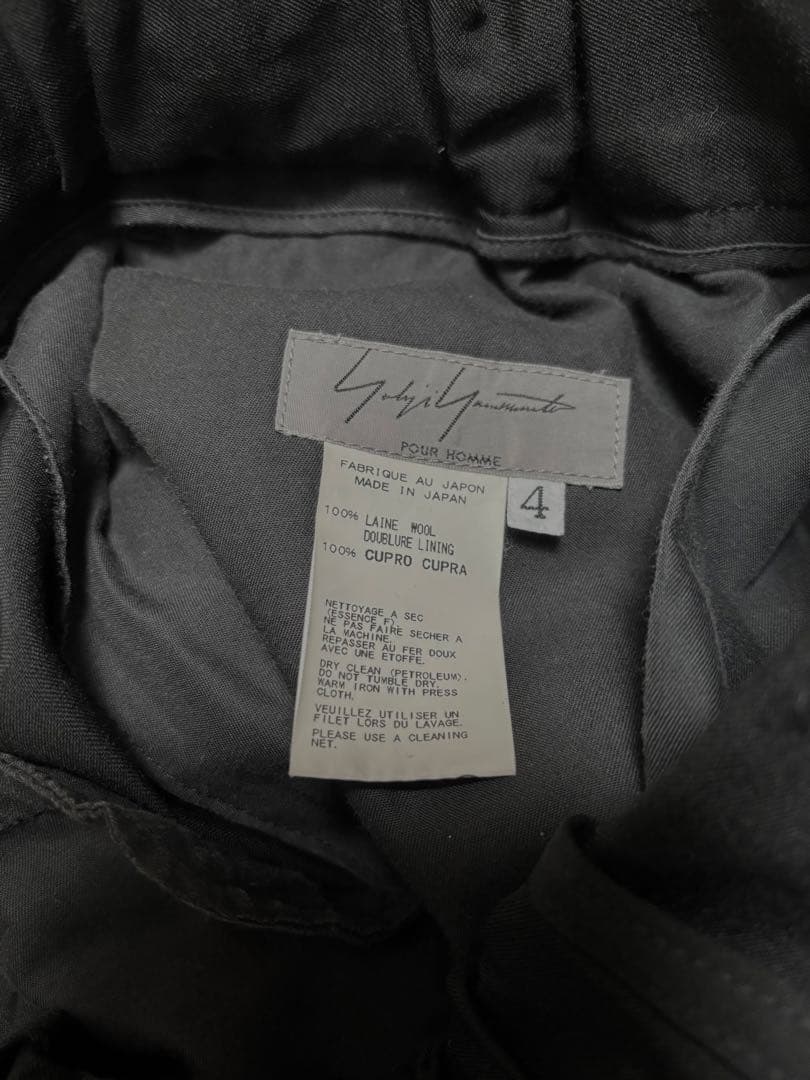 Yohji Yamamoto
POUR HOMME
FABRIQUE AU JAPON
MADE IN JAPAN
4
100% LAINE WOOL
DOUBLURE LINING
100% CUPRO CUPRA
NETTOYAGE A SEC
(ESSENCE F).
NE PAS FAIRE SECHER A
LA MACHINE.
REPASSER AU FER DOUX
AVEC UNE ETOFFE.
DRY CLEAN (PETROLEUM).
DO NOT TUMBLE DRY.
WARM IRON WITH PRESS
CLOTH.
VEUILLEZ UTILISER UN
FILET LORS DU LAVAGE.
PLEASE USE A CLEANING
NET.